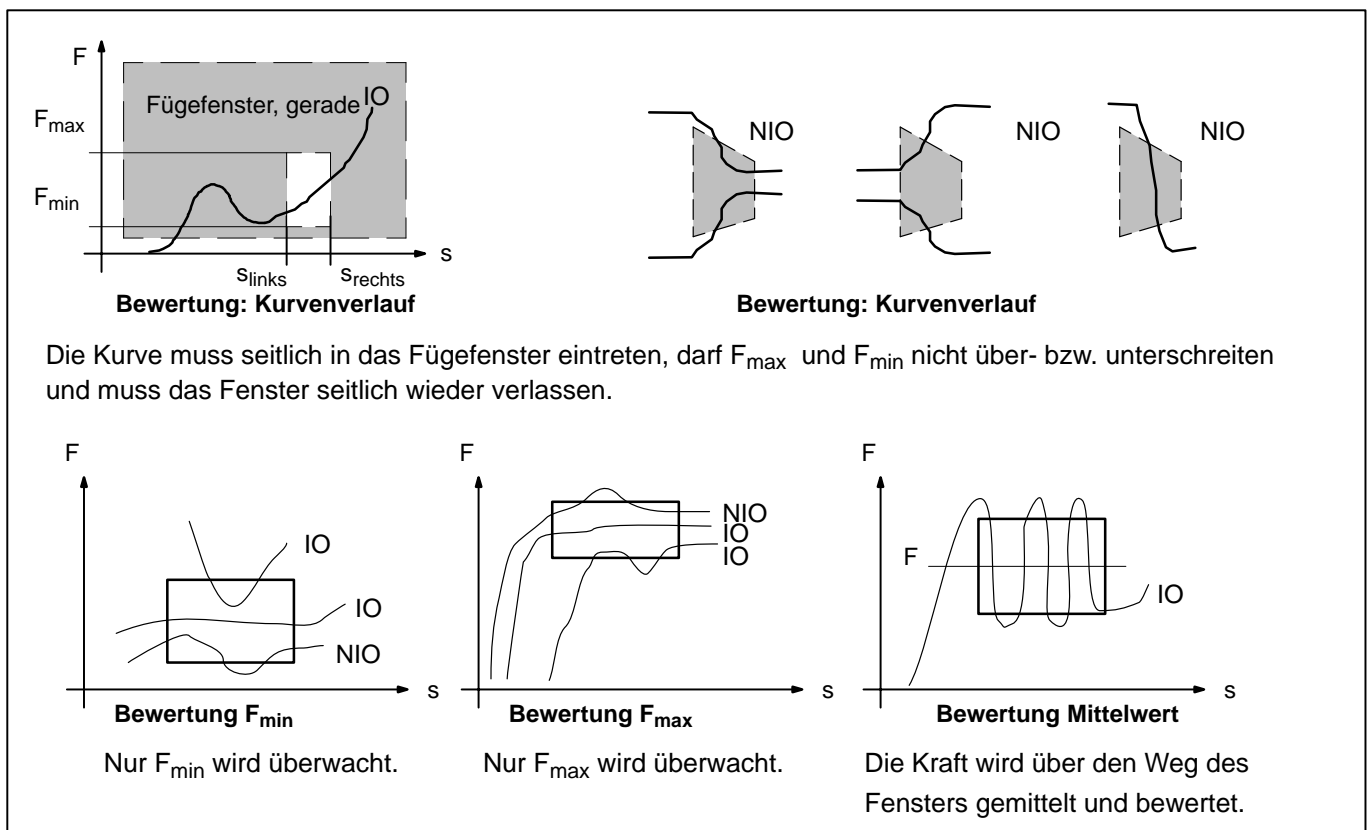 F
Fügefenster, gerade IO
Fmax
Fmin
s
slinks
srechts
Bewertung: Kurvenverlauf
NIO
NIO
NIO
Bewertung: Kurvenverlauf
Die Kurve muss seitlich in das Fügefenster eintreten, darf Fmax und Fmin nicht über- bzw. unterschreiten
und muss das Fenster seitlich wieder verlassen.
F
IO
IO
NIO
s
Bewertung Fmin
Nur Fmin wird überwacht.
F
NIO
IO
IO
s
Bewertung Fmax
Nur Fmax wird überwacht.
F
F
IO
s
Bewertung Mittelwert
Die Kraft wird über den Weg des
Fensters gemittelt und bewertet.